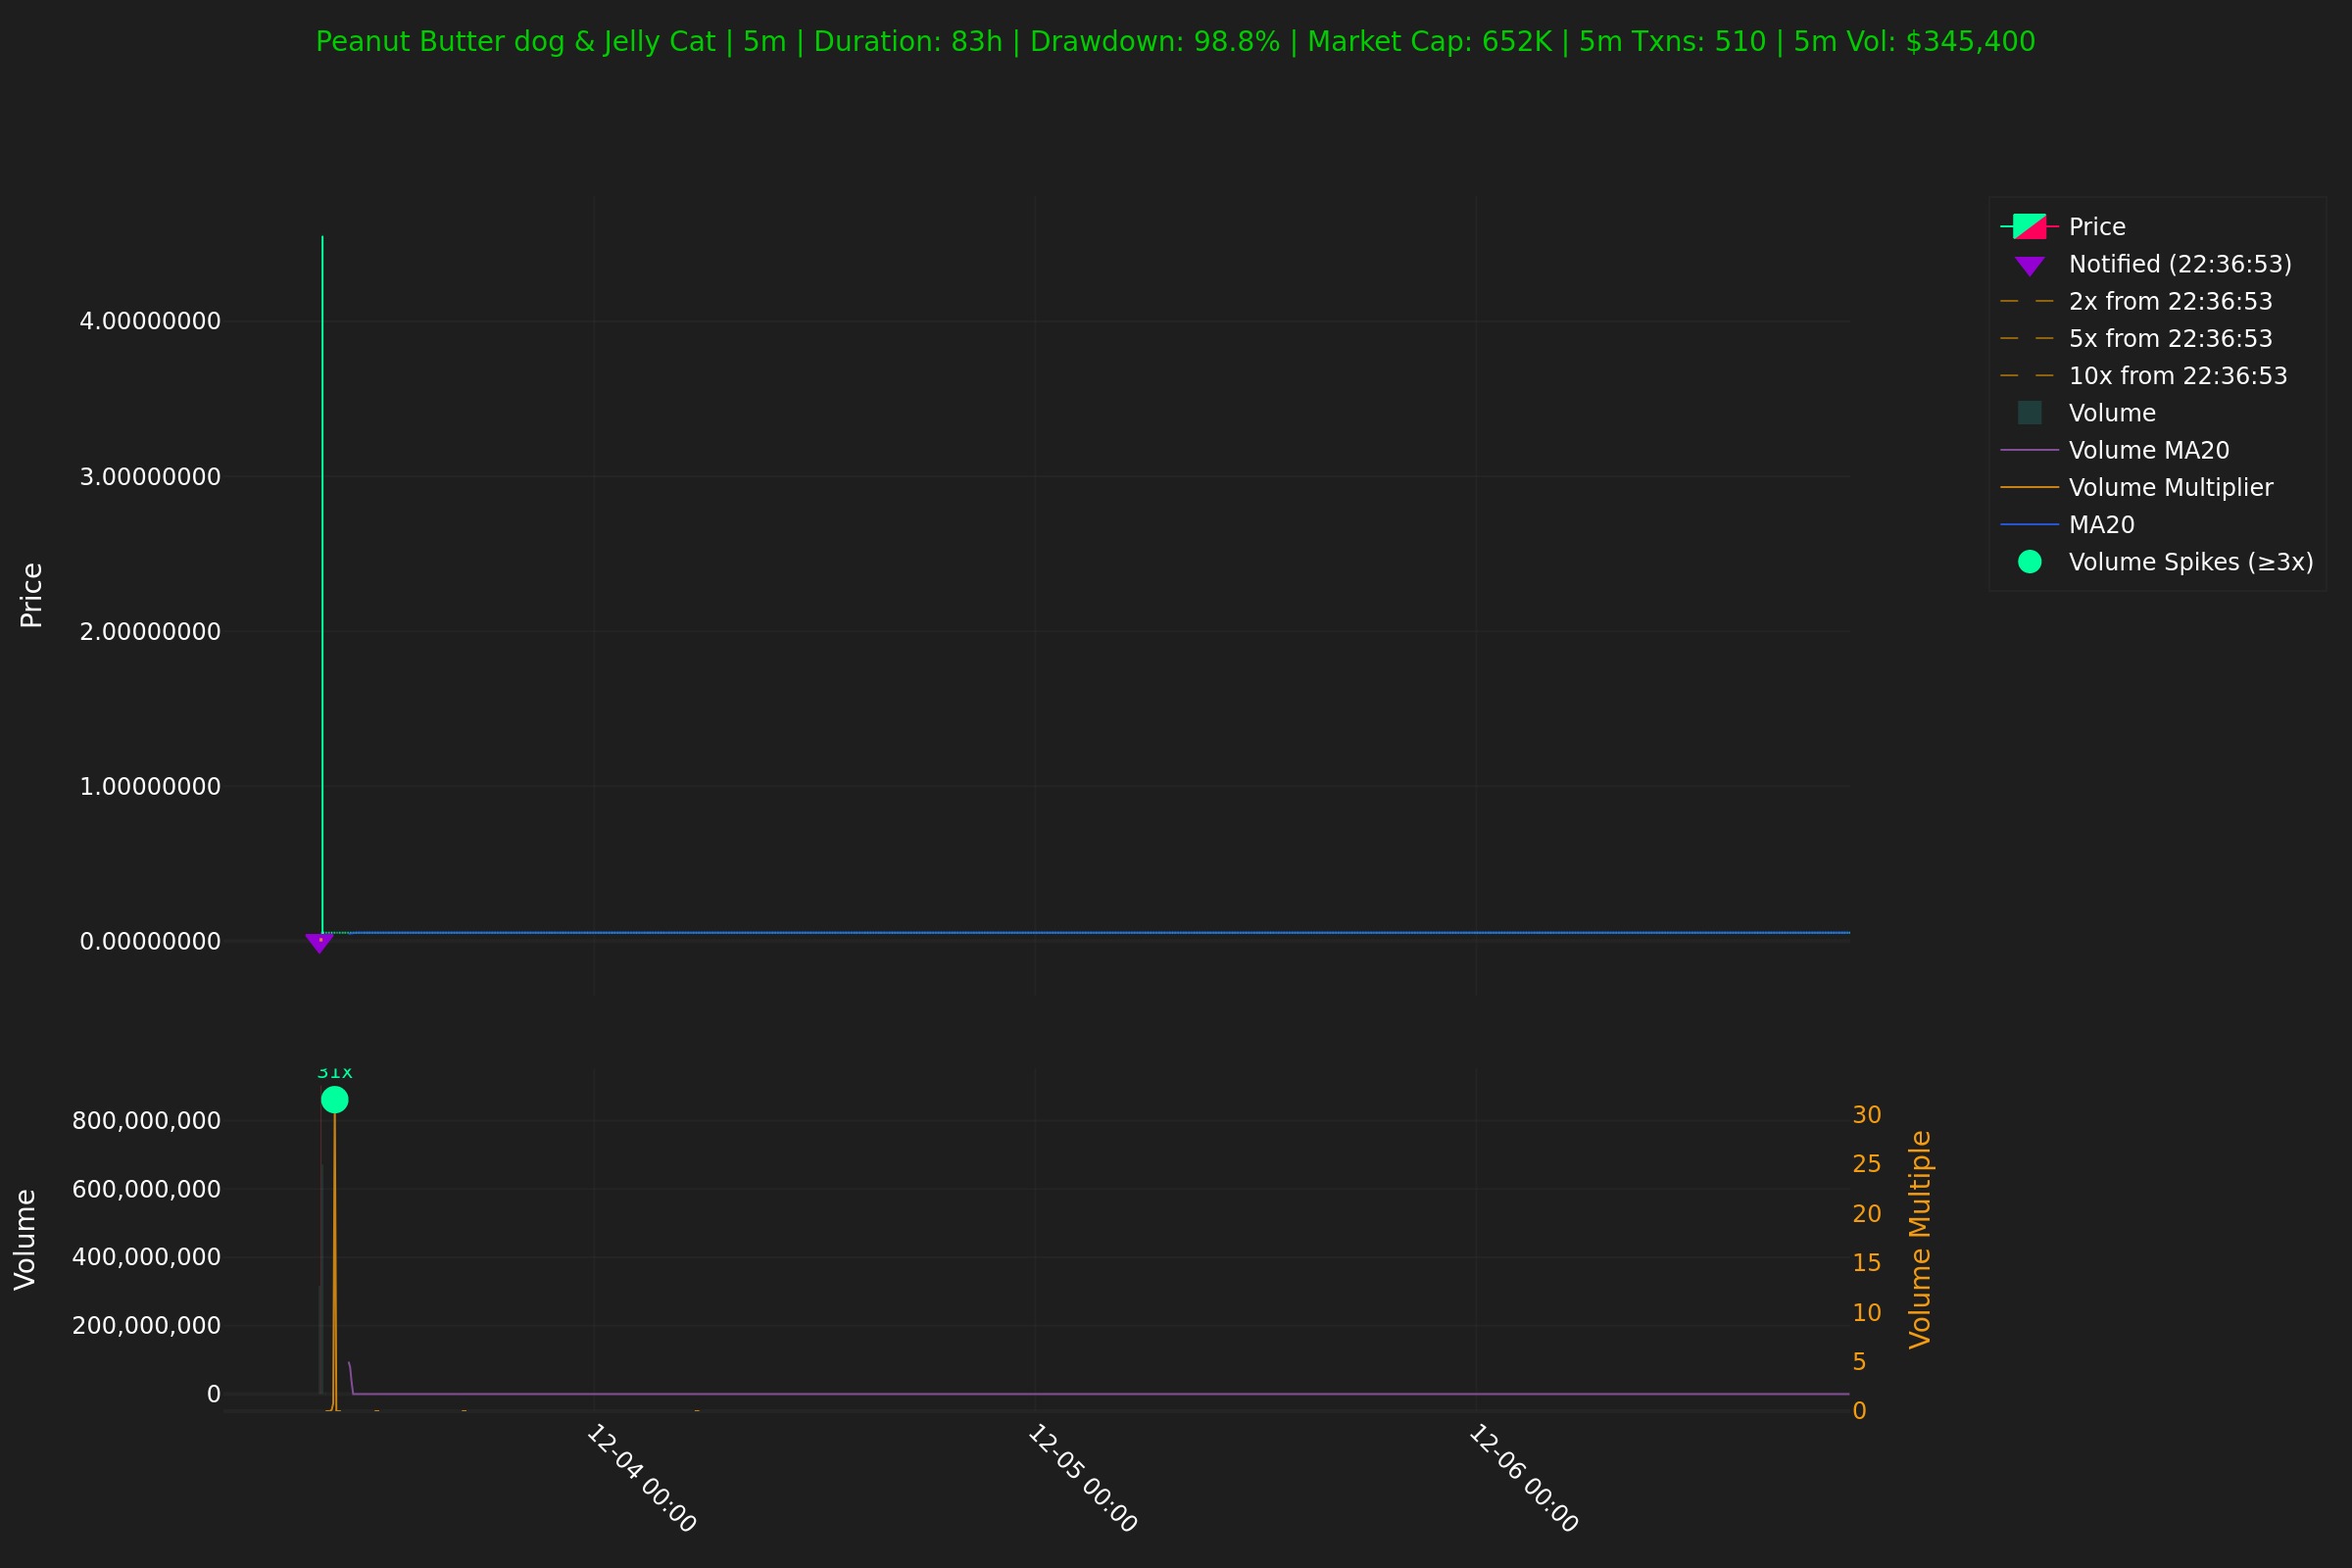 Peanut Butter dog & Jelly Cat | 5m | Duration: 83h | Drawdown: 98.8% | Market Cap: 652K | 5m Txns: 510 | 5m Vol: $345,400
Price
4.00000000
3.00000000
2.00000000
1.00000000
0.00000000
Price
Notified (22:36:53)
2x from 22:36:53
5x from 22:36:53
10x from 22:36:53
Volume
Volume MA20
Volume Multiplier
MA20
Volume Spikes (≥3x)
31x
Volume
800,000,000
600,000,000
400,000,000
200,000,000
0
30
25
20
15
10
5
0
Volume Multiple
12-04 00:00
12-05 00:00
12-06 00:00